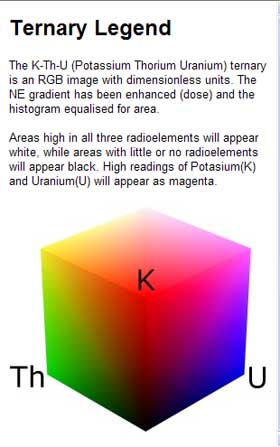 Ternary Legend
The K-Th-U (Potassium Thorium Uranium) ternary
is an RGB image with dimensionless units. The
NE gradient has been enhanced (dose) and the
histogram equalised for area.
Areas high in all three radioelements will appear
white, while areas with little or no radioelements
will appear black. High readings of Potasium(K)
and Uranium(U) will appear as magenta.
K
Th
U